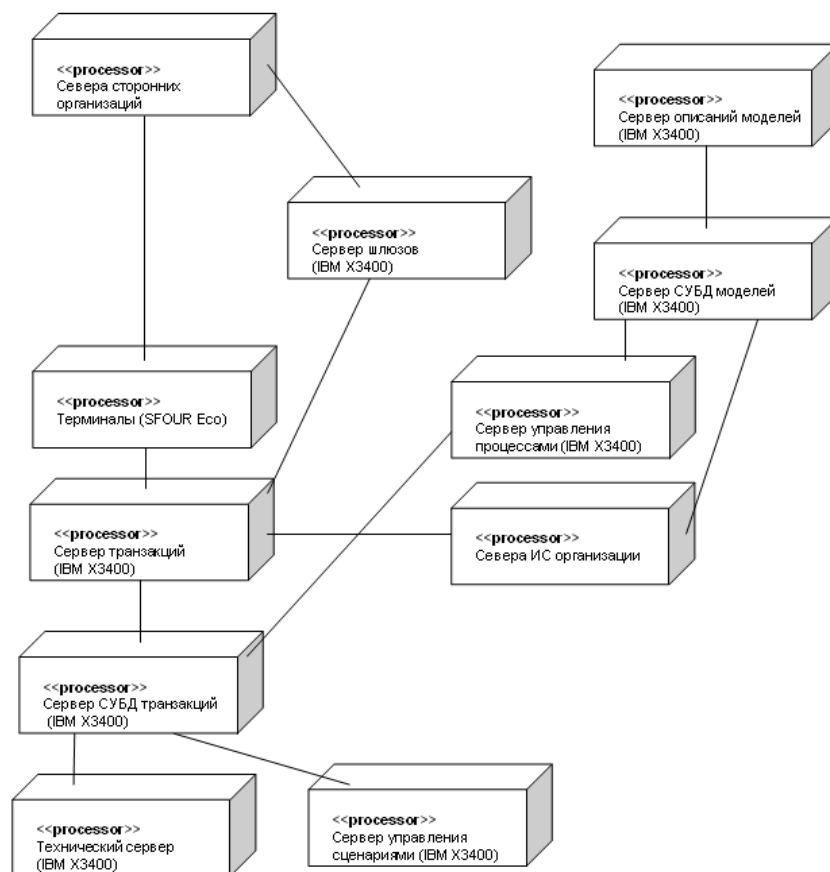 <<processor>>
Севера сторонних
организаций
<<processor>>
Сервер описаний моделей
(IBM X3400)
<<processor>>
Сервер шлюзов
(IBM X3400)
<<processor>>
Сервер СУБД моделей
(IBM X3400)
<<processor>>
Терминалы (SFOUR Eco)
<<processor>>
Сервер управления
процессами (IBM X3400)
<<processor>>
Сервер транзакций
(IBM X3400)
<<processor>>
Севера ИС организации
<<processor>>
Сервер СУБД транзакций
(IBM X3400)
<<processor>>
Технический сервер
(IBM X3400)
<<processor>>
Сервер управления
сценариями (IBM X3400)